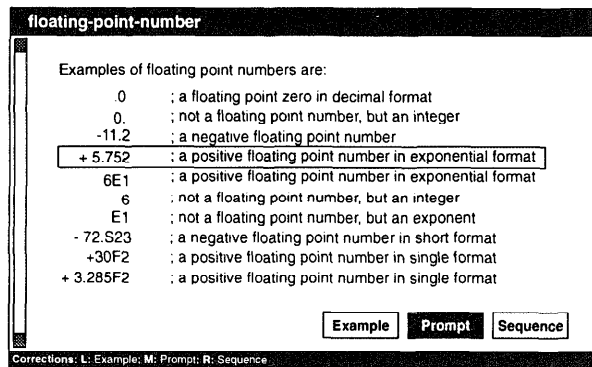 floating-point-number
Examples of floating point numbers are:
.0 ; a floating point zero in decimal format
0. ; not a floating point number, but an integer
-11.2 ; a negative floating point number
+ 5.752 ; a positive floating point number in exponential format
6E1 ; a positive floating point number in exponential format
6 ; not a floating point number, but an integer
E1 ; not a floating point number, but an exponent
- 72.S23 ; a negative floating point number in short format
+30F2 ; a positive floating point number in single format
+ 3.285F2 ; a positive floating point number in single format
Example Prompt Sequence
Corrections: L: Example; M: Prompt; R: Sequence